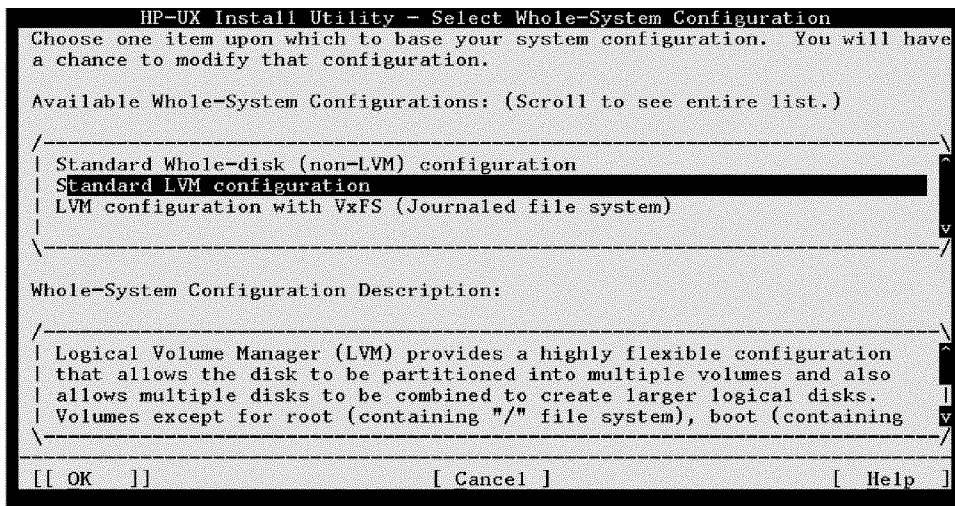 HP-UX Install Utility - Select Whole-System Configuration
Choose one item upon which to base your system configuration.  You will have
a chance to modify that configuration.
Available Whole-System Configurations: (Scroll to see entire list.)
Standard Whole-disk (non-LVM) configuration
Standard LVM configuration
LVM configuration with VxFS (Journaled file system)
Whole-System Configuration Description:
Logical Volume Manager (LVM) provides a highly flexible configuration
that allows the disk to be partitioned into multiple volumes and also
allows multiple disks to be combined to create larger logical disks.
Volumes except for root (containing "/" file system), boot (containing
[[ OK ]] [ Cancel ] [ Help ]